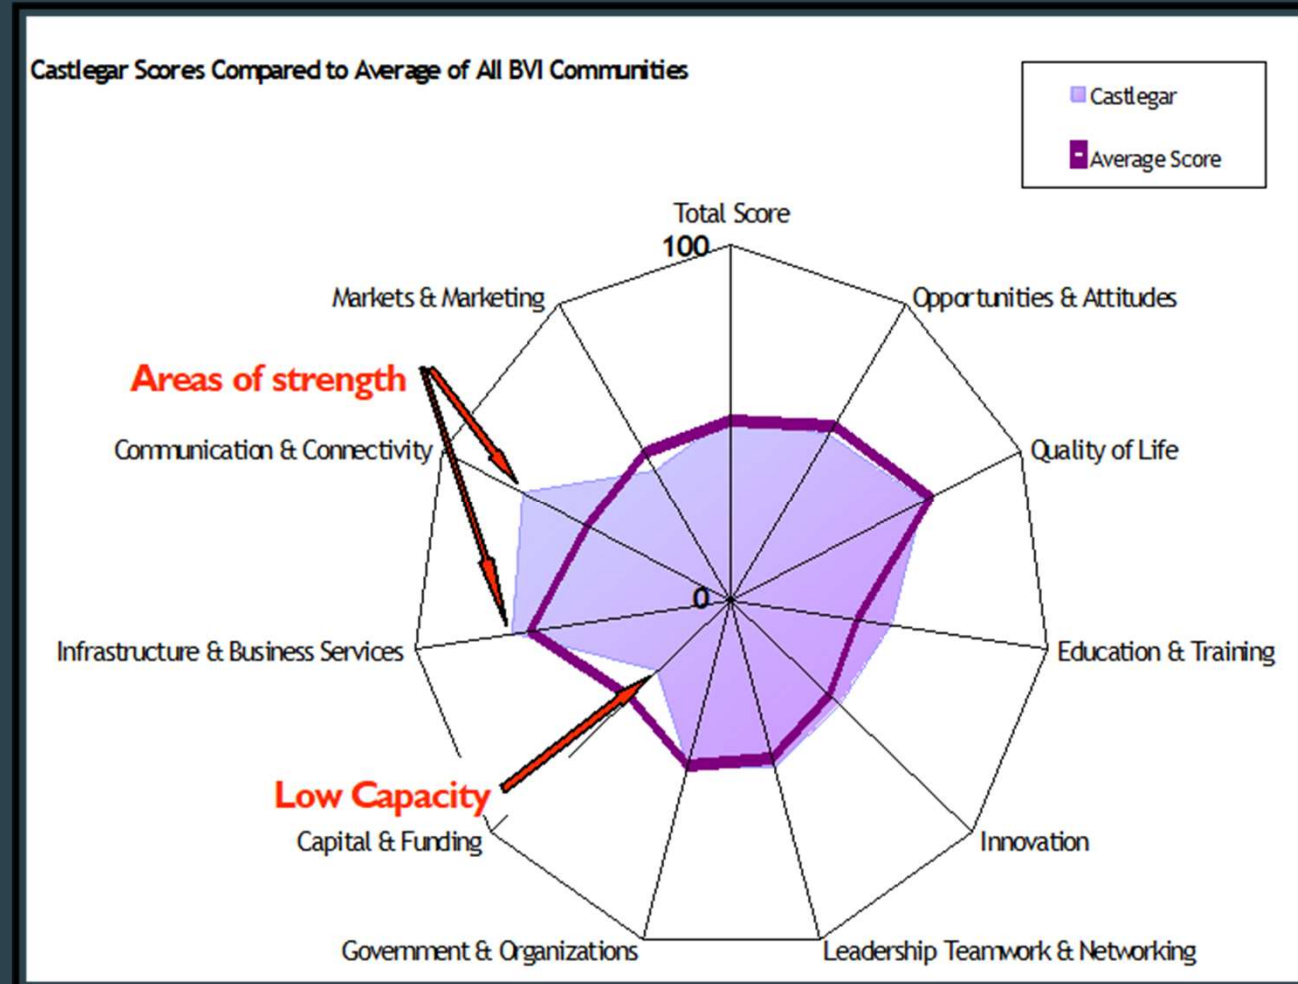 Castlegar Scores Compared to Average of All BVI Communities
Castlegar
Average Score
Total Score
100
Markets & Marketing
Opportunities & Attitudes
Areas of strength
Communication & Connectivity
Quality of Life
0
Infrastructure & Business Services
Education & Training
Low Capacity
Capital & Funding
Innovation
Government & Organizations
Leadership Teamwork & Networking